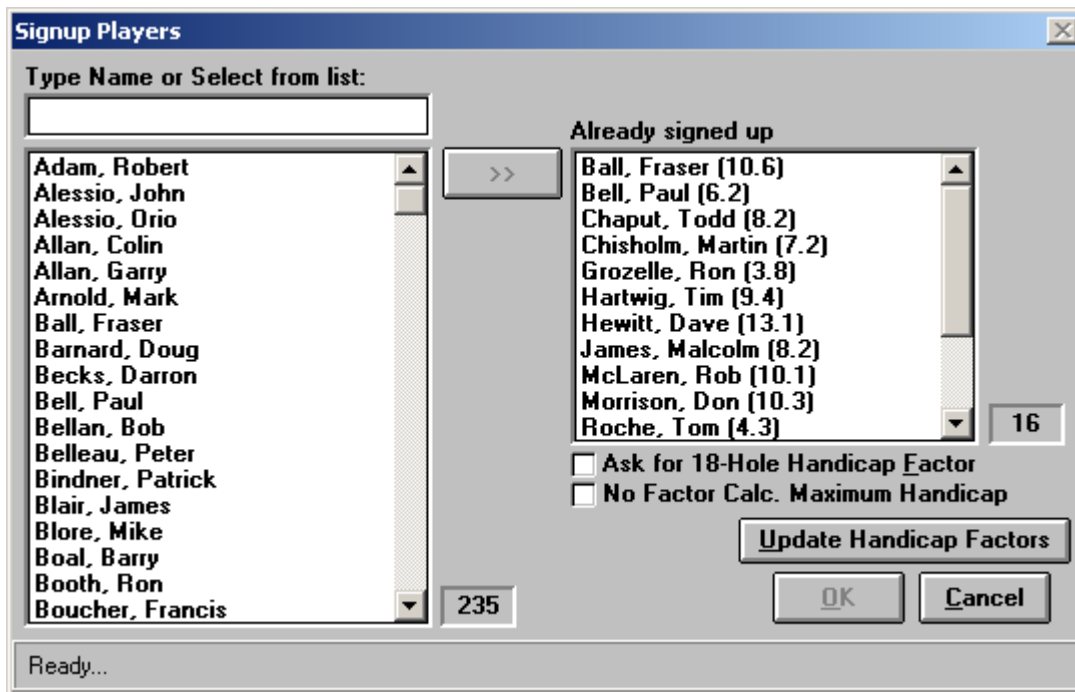 Signup Players
Type Name or Select from list:
Adam, Robert
Alessio, John
Alessio, Orio
Allan, Colin
Allan, Garry
Arnold, Mark
Ball, Fraser
Barnard, Doug
Becks, Darron
Bell, Paul
Bellan, Bob
Belleau, Peter
Bindner, Patrick
Blair, James
Blore, Mike
Boal, Barry
Booth, Ron
Boucher, Francis
235
>>
Already signed up
Ball, Fraser (10.6)
Bell, Paul (6.2)
Chaput, Todd (8.2)
Chisholm, Martin (7.2)
Grozelle, Ron (3.8)
Hartwig, Tim (9.4)
Hewitt, Dave (13.1)
James, Malcolm (8.2)
McLaren, Rob (10.1)
Morrison, Don (10.3)
Roche, Tom (4.3)
16
Ask for 18-Hole Handicap Factor
No Factor Calc. Maximum Handicap
Update Handicap Factors
OK
Cancel
Ready...